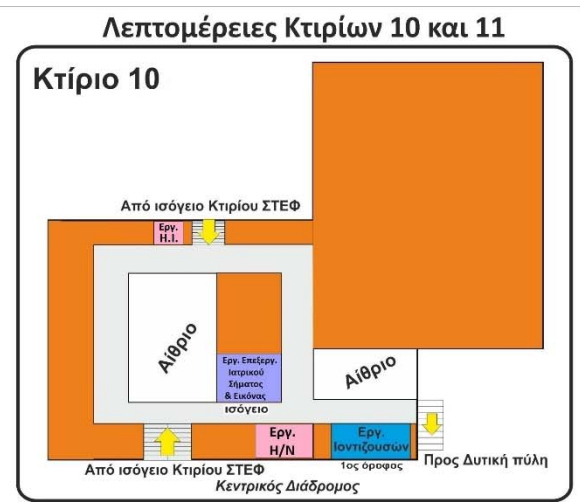 Λεπτομέρειες Κτιρίων 10 και 11
Κτίριο 10
Από ισόγειο Κτιρίου ΣΤΕΦ
Εργ.
Η.Ι.
Αίθριο
Εργ. Επεξεργ.
Ιατρικού
Σήματος
& Εικόνας
ισόγειο
Αίθριο
Εργ.
Η/Ν
Εργ.
Ιοντιζουσών
1ος όροφος
Προς Δυτική πύλη
Από ισόγειο Κτιρίου ΣΤΕΦ
Κεντρικός Διάδρομος